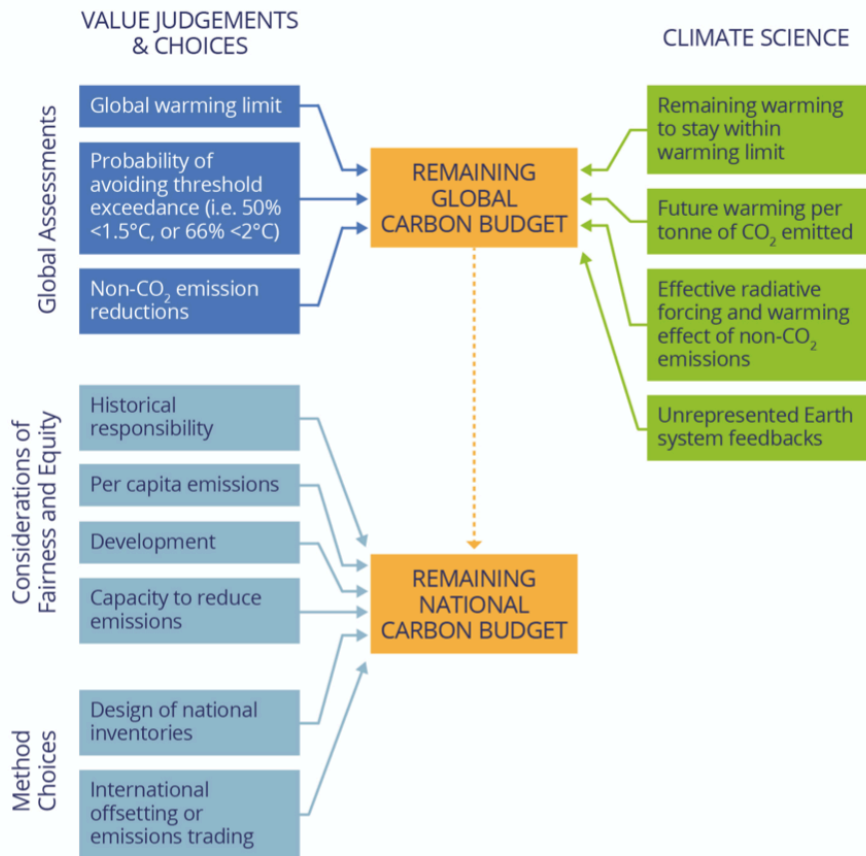 VALUE JUDGEMENTS
& CHOICES
Global Assessments
Global warming limit
Probability of
avoiding threshold
exceedance (i.e. 50%
<1.5°C, or 66% <2°C)
Non-CO₂ emission
reductions
REMAINING
GLOBAL
CARBON BUDGET
CLIMATE SCIENCE
Remaining warming
to stay within
warming limit
Future warming per
tonne of CO₂ emitted
Effective radiative
forcing and warming
effect of non-CO₂
emissions
Unrepresented Earth
system feedbacks
Considerations of
Fairness and Equity
Historical
responsibility
Per capita emissions
Development
Capacity to reduce
emissions
REMAINING
NATIONAL
CARBON BUDGET
Method
Choices
Design of national
inventories
International
offsetting or
emissions trading